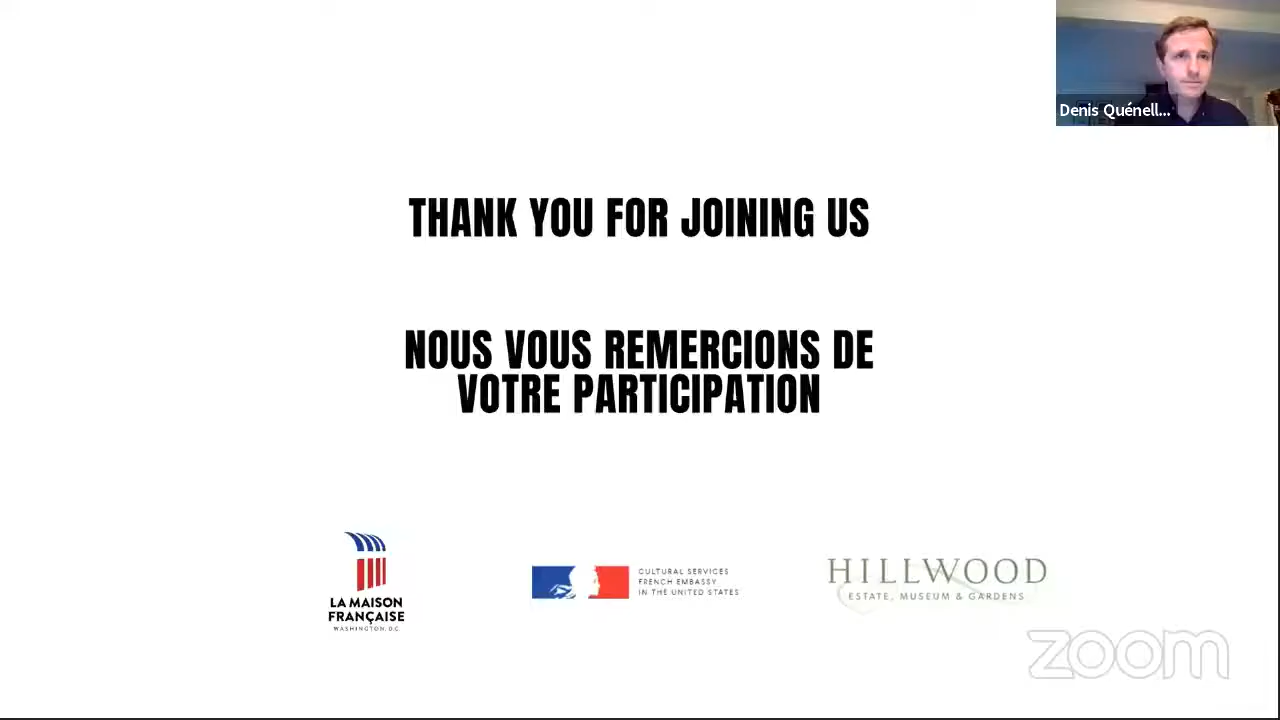 Denis Quénell...
THANK YOU FOR JOINING US
NOUS VOUS REMERCIONS DE
VOTRE PARTICIPATION
LA MAISON
FRANÇAISE
WASHINGTON, D.C.
CULTURAL SERVICES
FRENCH EMBASSY
IN THE UNITED STATES
HILLWOOD
ESTATE, MUSEUM & GARDENS
zoom